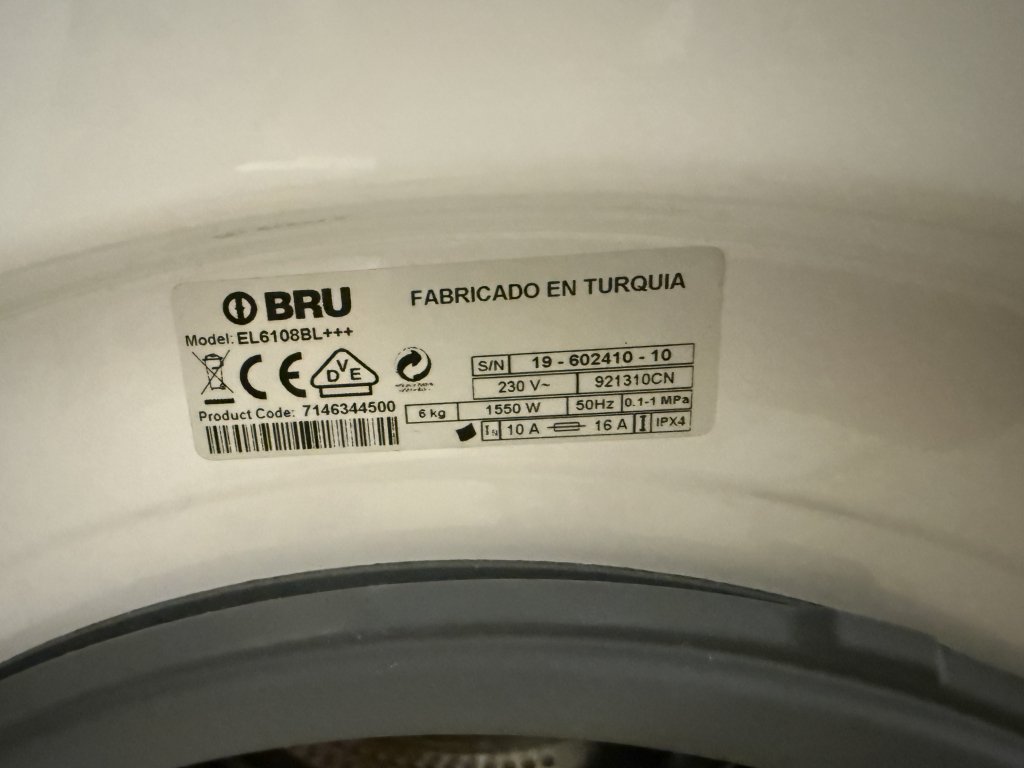 BRU
FABRICADO EN TURQUIA
Model: EL6108BL+++
CE
DVE
S/N 19 - 602410 - 10
230 V~ 921310CN
Product Code: 7146344500
6 kg 1550 W 50Hz 0.1-1 MPa
10 A 16 A IPX4